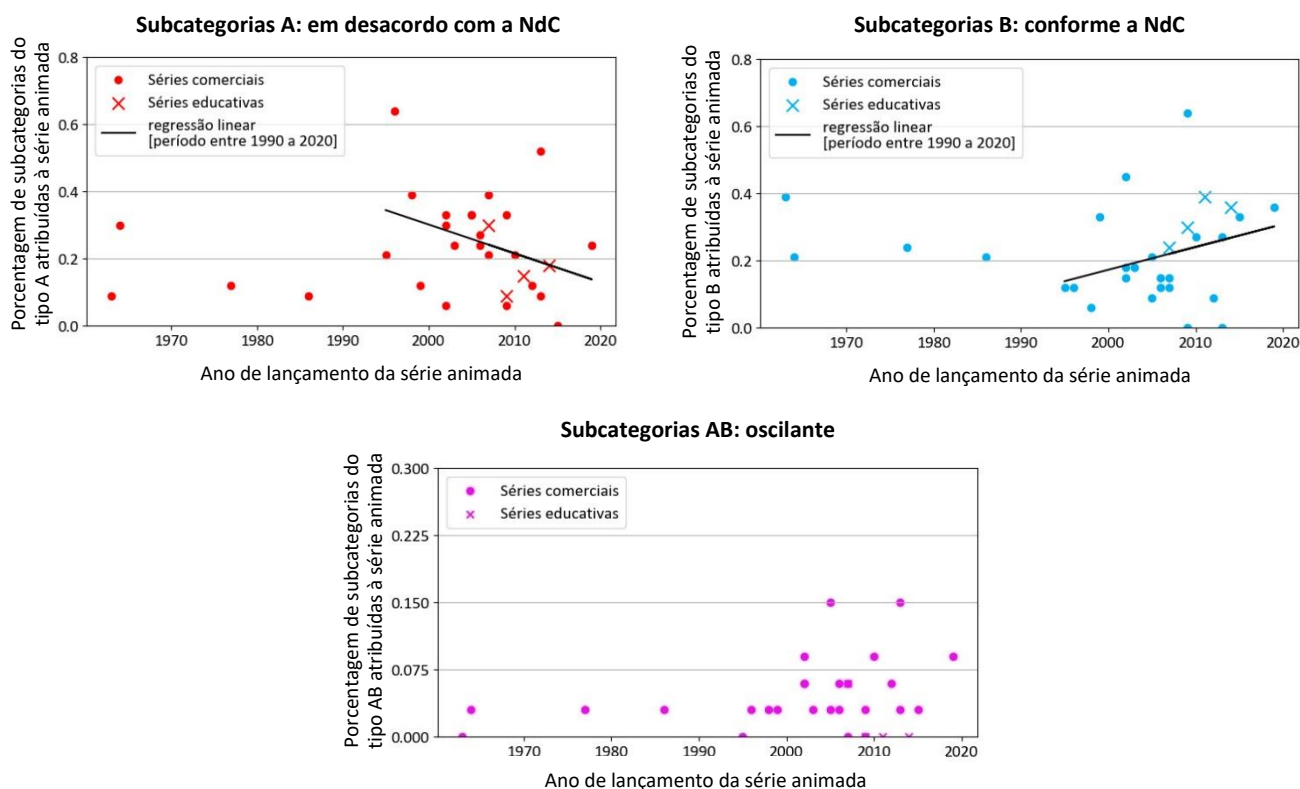 Subcategorias A: em desacordo com a NdC
Porcentagem de subcategorias do
tipo A atribuídas à série animada
0.8
0.6
0.4
0.2
0.0
Séries comerciais
Séries educativas
regressão linear
[período entre 1990 a 2020]
1970
1980
1990
2000
2010
2020
Ano de lançamento da série animada
Subcategorias B: conforme a NdC
Porcentagem de subcategorias do
tipo B atribuídas à série animada
0.8
0.6
0.4
0.2
0.0
Séries comerciais
Séries educativas
regressão linear
[período entre 1990 a 2020]
1970
1980
1990
2000
2010
2020
Ano de lançamento da série animada
Subcategorias AB: oscilante
Porcentagem de subcategorias do
tipo AB atribuídas à série animada
0.300
0.225
0.150
0.075
0.000
Séries comerciais
Séries educativas
1970
1980
1990
2000
2010
2020
Ano de lançamento da série animada